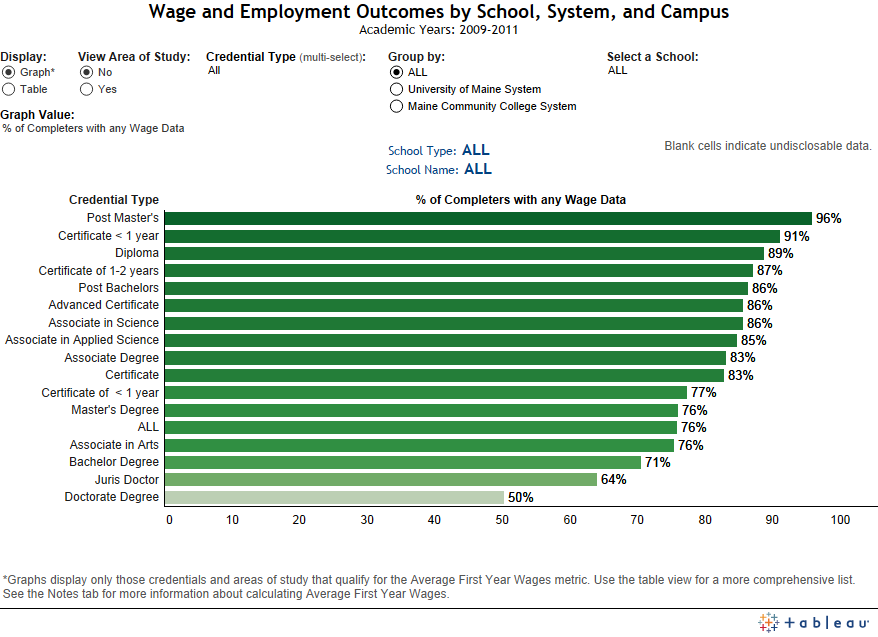 Wage and Employment Outcomes by School, System, and Campus
Academic Years: 2009-2011
Display: View Area of Study: Credential Type (multi-select): Group by: Select a School:
Graph* No All ALL ALL
Table Yes University of Maine System
Maine Community College System
Graph Value:
% of Completers with any Wage Data
School Type: ALL
School Name: ALL
Blank cells indicate undisclosable data.
Credential Type % of Completers with any Wage Data
Post Master's 96%
Certificate < 1 year 91%
Diploma 89%
Certificate of 1-2 years 87%
Post Bachelors 86%
Advanced Certificate 86%
Associate in Science 86%
Associate in Applied Science 85%
Associate Degree 83%
Certificate 83%
Certificate of < 1 year 77%
Master's Degree 76%
ALL 76%
Associate in Arts 76%
Bachelor Degree 71%
Juris Doctor 64%
Doctorate Degree 50%
0 10 20 30 40 50 60 70 80 90 100
*Graphs display only those credentials and areas of study that qualify for the Average First Year Wages metric. Use the table view for a more comprehensive list.
See the Notes tab for more information about calculating Average First Year Wages.
tableau